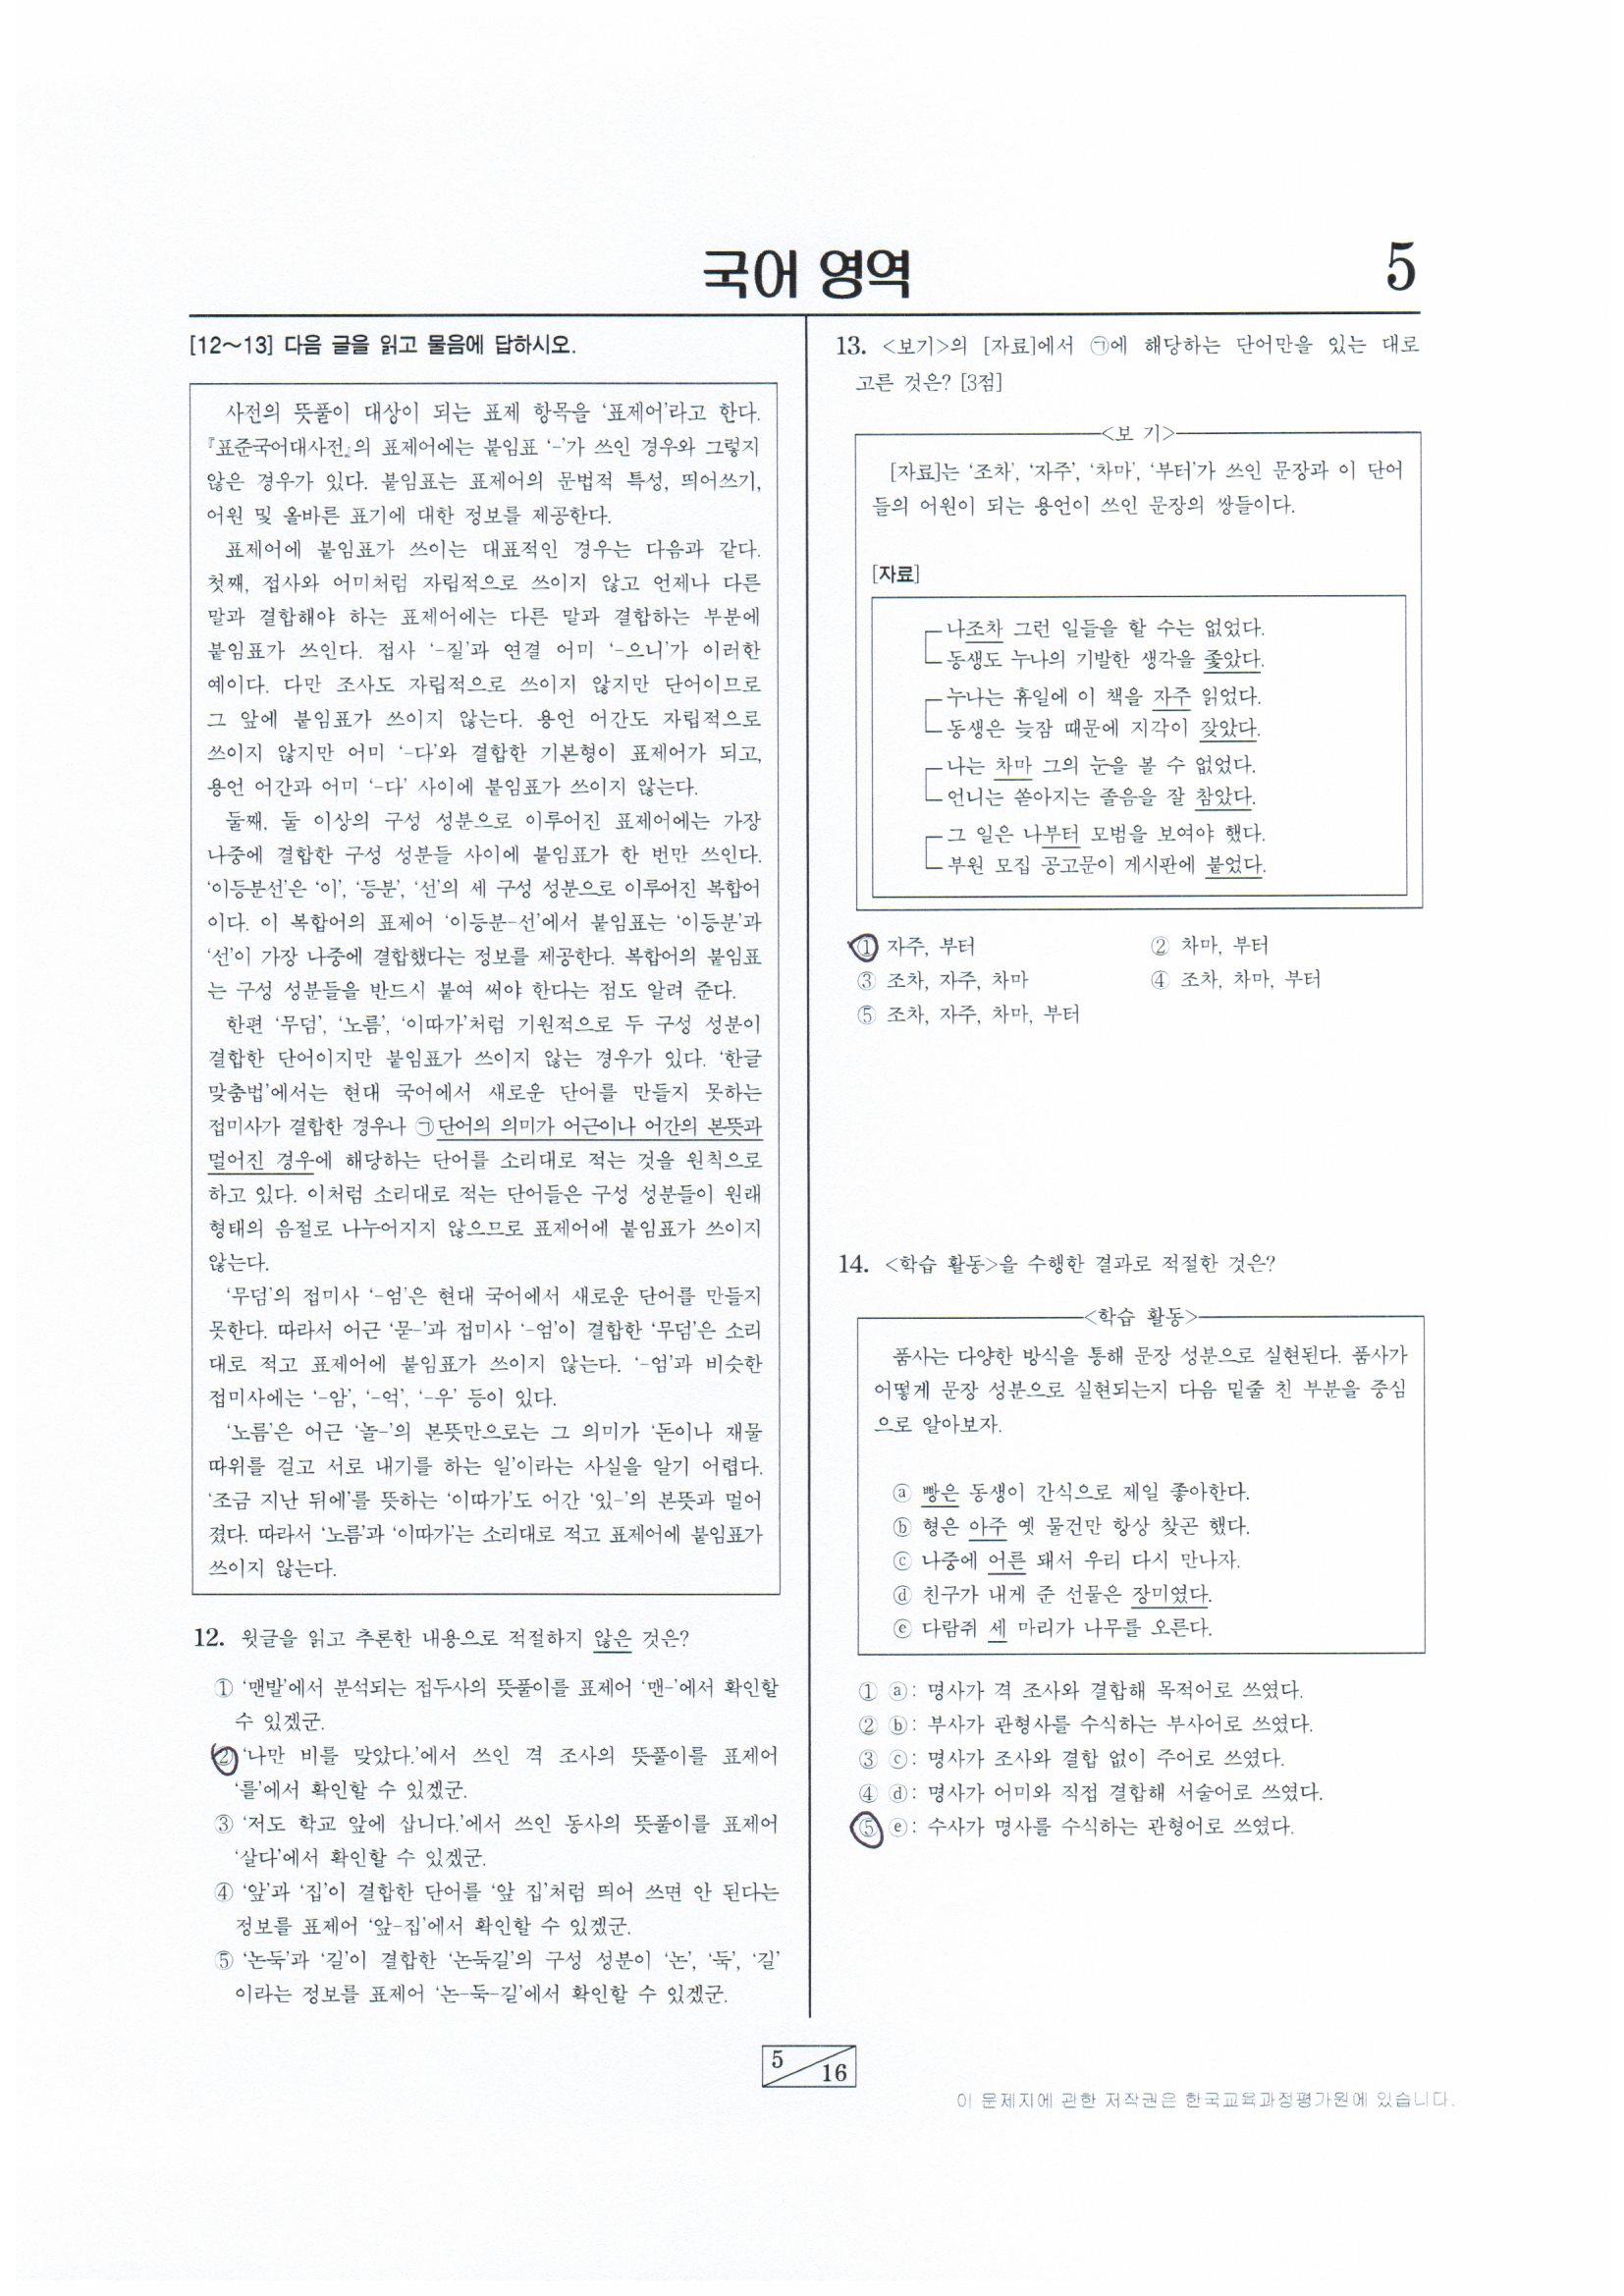 국어 영역
5
[12～13] 다음 글을 읽고 물음에 답하시오.
사전의 뜻풀이 대상이 되는 표제 항목을 ‘표제어’라고 한다.
『표준국어대사전』의 표제어에는 붙임표 ‘-’가 쓰인 경우와 그렇지
않은 경우가 있다. 붙임표는 표제어의 문법적 특성, 띄어쓰기,
어원 및 올바른 표기에 대한 정보를 제공한다.
표제어에 붙임표가 쓰이는 대표적인 경우는 다음과 같다.
첫째, 접사와 어미처럼 자립적으로 쓰이지 않고 언제나 다른
말과 결합해야 하는 표제어에는 다른 말과 결합하는 부분에
붙임표가 쓰인다. 접사 ‘-질’과 연결 어미 ‘-으니’가 이러한
예이다. 다만 조사도 자립적으로 쓰이지 않지만 단어이므로
그 앞에 붙임표가 쓰이지 않는다. 용언 어간도 자립적으로
쓰이지 않지만 어미 ‘-다’와 결합한 기본형이 표제어가 되고,
용언 어간과 어미 ‘-다’ 사이에 붙임표가 쓰이지 않는다.
둘째, 둘 이상의 구성 성분으로 이루어진 표제어에는 가장
나중에 결합한 구성 성분들 사이에 붙임표가 한 번만 쓰인다.
‘이등분선’은 ‘이’, ‘등분’, ‘선’의 세 구성 성분으로 이루어진 복합어
이다. 이 복합어의 표제어 ‘이등분-선’에서 붙임표는 ‘이등분’과
‘선’이 가장 나중에 결합했다는 정보를 제공한다. 복합어의 붙임표
는 구성 성분들을 반드시 붙여 써야 한다는 점도 알려 준다.
한편 ‘무덤’, ‘노름’, ‘이따가’처럼 기원적으로 두 구성 성분이
결합한 단어이지만 붙임표가 쓰이지 않는 경우가 있다. ‘한글
맞춤법’에서는 현대 국어에서 새로운 단어를 만들지 못하는
접미사가 결합한 경우나 ㉠단어의 의미가 어근이나 어간의 본뜻과
멀어진 경우에 해당하는 단어를 소리대로 적는 것을 원칙으로
하고 있다. 이처럼 소리대로 적는 단어들은 구성 성분들이 원래
형태의 음절로 나누어지지 않으므로 표제어에 붙임표가 쓰이지
않는다.
‘무덤’의 접미사 ‘-엄’은 현대 국어에서 새로운 단어를 만들지
못한다. 따라서 어근 ‘묻-’과 접미사 ‘-엄’이 결합한 ‘무덤’은 소리
대로 적고 표제어에 붙임표가 쓰이지 않는다. ‘-엄’과 비슷한
접미사에는 ‘-암’, ‘-억’, ‘-우’ 등이 있다.
‘노름’은 어근 ‘놀-’의 본뜻만으로는 그 의미가 ‘돈이나 재물
따위를 걸고 서로 내기를 하는 일’이라는 사실을 알기 어렵다.
‘조금 지난 뒤에’를 뜻하는 ‘이따가’도 어간 ‘있-’의 본뜻과 멀어
졌다. 따라서 ‘노름’과 ‘이따가’는 소리대로 적고 표제어에 붙임표가
쓰이지 않는다.
12. 윗글을 읽고 추론한 내용으로 적절하지 않은 것은?
① ‘맨발’에서 분석되는 접두사의 뜻풀이를 표제어 ‘맨-’에서 확인할
수 있겠군.
② ‘나만 비를 맞았다.’에서 쓰인 격 조사의 뜻풀이를 표제어
‘를’에서 확인할 수 있겠군.
③ ‘저도 학교 앞에 삽니다.’에서 쓰인 동사의 뜻풀이를 표제어
‘살다’에서 확인할 수 있겠군.
④ ‘앞’과 ‘집’이 결합한 단어를 ‘앞 집’처럼 띄어 쓰면 안 된다는
정보를 표제어 ‘앞-집’에서 확인할 수 있겠군.
⑤ ‘논둑’과 ‘길’이 결합한 ‘논둑길’의 구성 성분이 ‘논’, ‘둑’, ‘길’
이라는 정보를 표제어 ‘논-둑-길’에서 확인할 수 있겠군.
13. <보기>의 [자료]에서 ㉠에 해당하는 단어만을 있는 대로
고른 것은? [3점]
<보 기>
[자료]는 ‘조차’, ‘자주’, ‘차마’, ‘부터’가 쓰인 문장과 이 단어
들의 어원이 되는 용언이 쓰인 문장의 쌍들이다.
[자료]
나조차 그런 일들을 할 수는 없었다.
동생도 누나의 기발한 생각을 좇았다.
누나는 휴일에 이 책을 자주 읽었다.
동생은 늦잠 때문에 지각이 잦았다.
나는 차마 그의 눈을 볼 수 없었다.
언니는 쏟아지는 졸음을 잘 참았다.
그 일은 나부터 모범을 보여야 했다.
부원 모집 공고문이 게시판에 붙었다.
① 자주, 부터 ② 차마, 부터
③ 조차, 자주, 차마 ④ 조차, 차마, 부터
⑤ 조차, 자주, 차마, 부터
14. <학습 활동>을 수행한 결과로 적절한 것은?
<학습 활동>
품사는 다양한 방식을 통해 문장 성분으로 실현된다. 품사가
어떻게 문장 성분으로 실현되는지 다음 밑줄 친 부분을 중심
으로 알아보자.
ⓐ 빵은 동생이 간식으로 제일 좋아한다.
ⓑ 형은 아주 옛 물건만 항상 찾곤 했다.
ⓒ 나중에 어른 돼서 우리 다시 만나자.
ⓓ 친구가 내게 준 선물은 장미였다.
ⓔ 다람쥐 세 마리가 나무를 오른다.
① ⓐ: 명사가 격 조사와 결합해 목적어로 쓰였다.
② ⓑ: 부사가 관형사를 수식하는 부사어로 쓰였다.
③ ⓒ: 명사가 조사와 결합 없이 주어로 쓰였다.
④ ⓓ: 명사가 어미와 직접 결합해 서술어로 쓰였다.
⑤ ⓔ: 수사가 명사를 수식하는 관형어로 쓰였다.
5
16
이 문제지에 관한 저작권은 한국교육과정평가원에 있습니다.